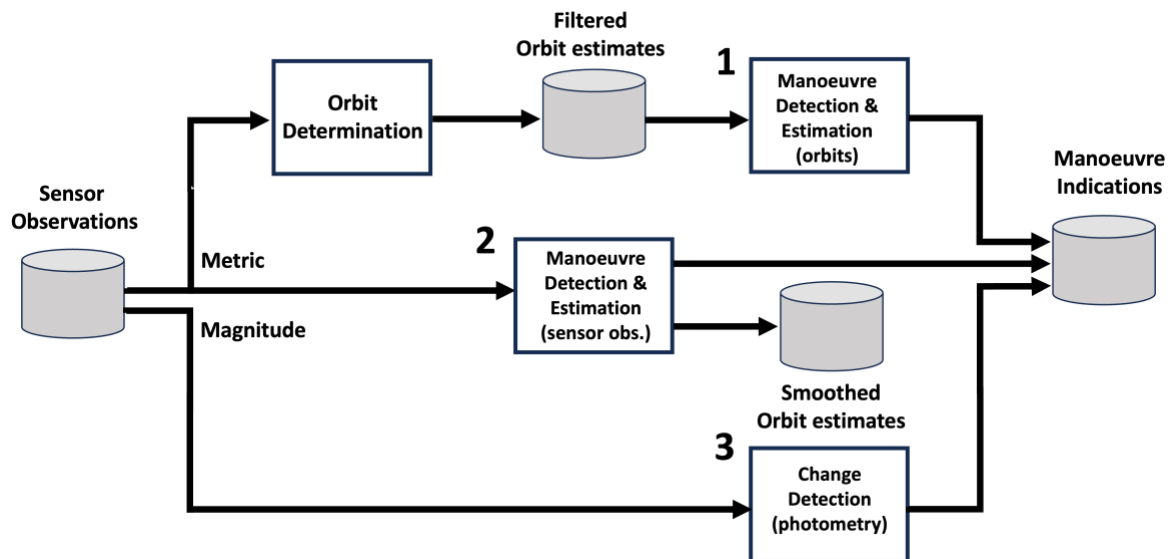 Filtered
Orbit estimates
1
Orbit
Determination
Manoeuvre
Detection &
Estimation
(orbits)
Manoeuvre
Indications
Sensor
Observations
Metric
2
Manoeuvre
Detection &
Estimation
(sensor obs.)
Magnitude
Smoothed
Orbit estimates
3
Change
Detection
(photometry)